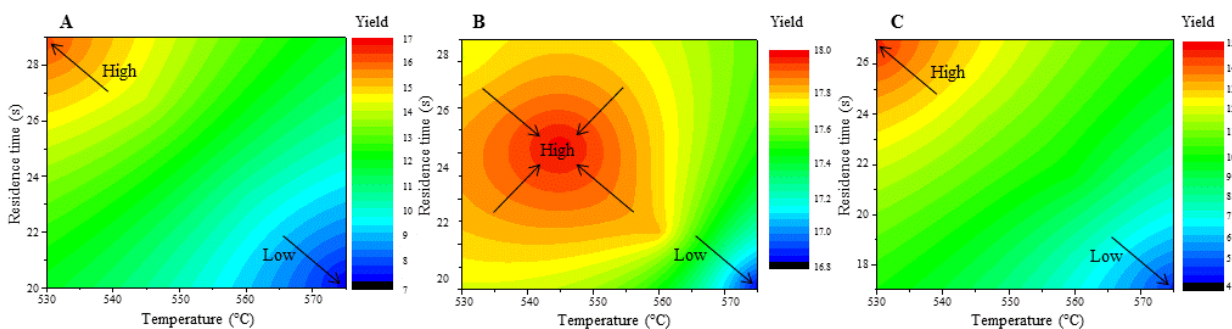 A
Yield
17
16
15
14
13
12
11
10
9
8
7
28
26
24
22
20
530
540
550
560
570
Residence time (s)
Temperature (°C)
High
Low
B
Yield
18.0
17.8
17.6
17.4
17.3
17.1
17.0
16.8
28
26
24
22
20
530
540
550
560
570
Residence time (s)
Temperature (°C)
High
Low
C
Yield
26
24
22
20
18
530
540
550
560
570
Residence time (s)
Temperature (°C)
High
Low